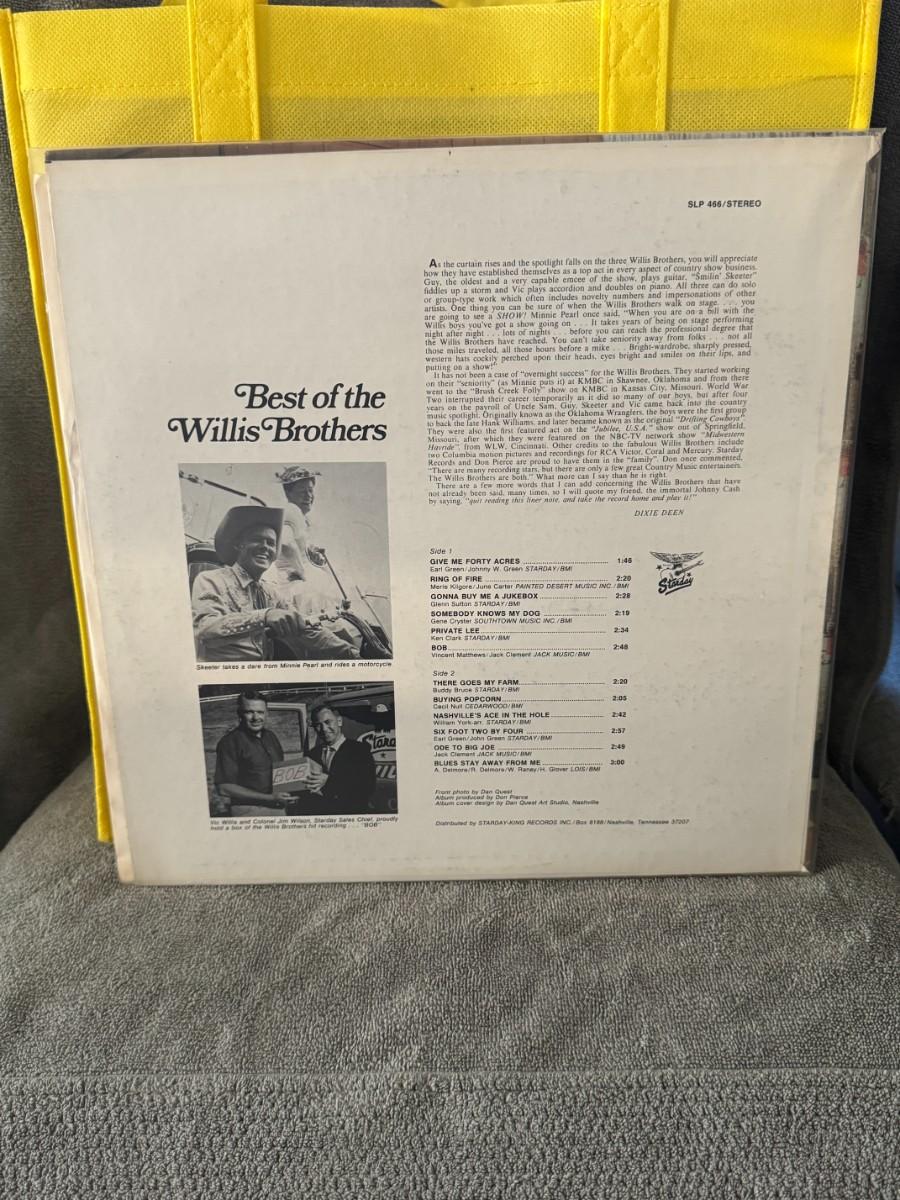 SLP 466/STEREO
As the curtain rises and the spotlight falls on the three Willis Brothers, you will appreciate
how they have established themselves as a top act in every aspect of country show business.
Guy, the oldest and a very capable emcee of the show, plays guitar, "Smilin' Skeeter"
fiddles up a storm and Vic plays accordion and doubles on piano. All three can do solo
or group-type work which often includes novelty numbers and impersonations of other
artists. One thing you can be sure of when the Willis Brothers walk on stage. . . . you
are going to see a SHOW! Minnie Pearl once said, "When you are on a bill with the
Willis boys you've got a show going on . . . It takes years of being on stage performing
night after night . . . lots of nights . . . before you can reach the professional degree that
the Willis Brothers have reached. You can't take seniority away from folks . . . not all
those miles traveled, all those hours before a mike . . . Bright-wardrobe, sharply pressed,
western hats cockily perched upon their heads, eyes bright and smiles on their lips, and
putting on a show!"
It has not been a case of "overnight success" for the Willis Brothers. They started working
on their "seniority" (as Minnie puts it) at KMBC in Shawnee, Oklahoma and from there
went to the "Brush Creek Folly" show on KMBC in Kansas City, Missouri. World War
Two interrupted their career temporarily as it did so many of our boys, but after four
years on the payroll of Uncle Sam, Guy, Skeeter and Vic came back into the country
music spotlight. Originally known as the Oklahoma Wranglers, the boys were the first group
to back the late Hank Williams, and later became known as the original "Drifting Cowboys".
They were also the first featured act on the "Jubilee, U.S.A." show out of Springfield,
Missouri, after which they were featured on the NBC-TV network show "Midwestern
Hayride" from WLW, Cincinnati. Other credits to the fabulous Willis Brothers include
two Columbia motion pictures and recordings for RCA Victor, Coral and Mercury. Starday
Records and Don Pierce are proud to have them in the "family". Don once commented,
"There are many recording stars, but there are only a few great Country Music entertainers.
The Willis Brothers are both." What more can I say than he is right.
There are a few more words that I can add concerning the Willis Brothers that have
not already been said, many times, so I will quote my friend, the immortal Johnny Cash
by saying, "quit reading this liner note, and take the record home and play it!"
DIXIE DEEN
Best of the
Willis Brothers
Skeeter takes a dare from Minnie Pearl and rides a motorcycle
BOB
Starday
Vic Willis and Colonel Jim Wilson, Starday Sales Chief, proudly
hold a box of the Willis Brothers hit recording . . . "BOB"
Side 1
GIVE ME FORTY ACRES 1:46
Earl Green/Johnny W. Green STARDAY/BMI
RING OF FIRE 2:20
Merle Kilgore/June Carter PAINTED DESERT MUSIC INC./BMI
GONNA BUY ME A JUKEBOX 2:28
Glenn Sutton STARDAY/BMI
SOMEBODY KNOWS MY DOG 2:19
Gene Cryster SOUTHTOWN MUSIC INC./BMI
PRIVATE LEE 2:34
Ken Clark STARDAY/BMI
BOB 2:48
Vincent Matthews/Jack Clement JACK MUSIC/BMI
Starday
Side 2
THERE GOES MY FARM 2:20
Buddy Bruce STARDAY/BMI
BUYING POPCORN 2:05
Cecil Null CEDARWOOD/BMI
NASHVILLE'S ACE IN THE HOLE 2:42
William York-arr. STARDAY/BMI
SIX FOOT TWO BY FOUR 2:57
Earl Green/John Green STARDAY/BMI
ODE TO BIG JOE 2:49
Jack Clement JACK MUSIC/BMI
BLUES STAY AWAY FROM ME 3:00
A. Delmore/R. Delmore/W. Raney/H. Glover LOIS/BMI
Front photo by Dan Quest
Album produced by Don Pierce
Album cover design by Dan Quest Art Studio, Nashville
Distributed by STARDAY-KING RECORDS INC./Box 8188/Nashville, Tennessee 37207